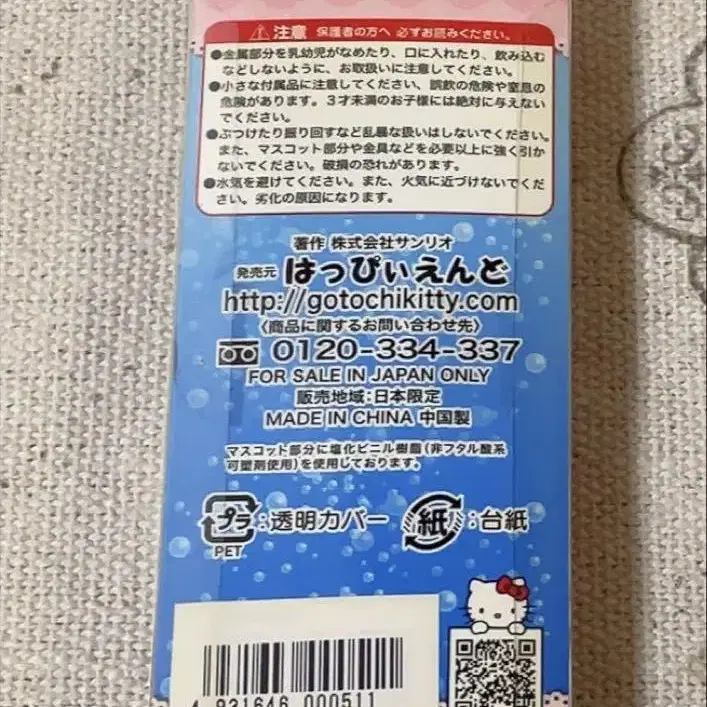 注意 保護者の方へ 必ずお読みください。
●金属部分を乳幼児がなめたり、口に入れたり、飲み込む
などしないように、お取扱いに注意してください。
●小さな付属品に注意してください、誤飲の危険や窒息の
危険があります。3才未満のお子様には絶対に与えない
でください。
●ぶつけたり振り回すなど乱暴な扱いはしないでください。
また、マスコット部分や金具などを必要以上に強く引か
ないでください。破損の恐れがあります。
●水気を避けてください。また、火気に近づけないでくだ
さい。劣化の原因になります。
著作 株式会社サンリオ
発売元 はっぴぃえんど
http://gotochikitty.com
〈商品に関するお問い合わせ先〉
0120-334-337
FOR SALE IN JAPAN ONLY
販売地域:日本限定
MADE IN CHINA 中国製
マスコット部分に塩化ビニル樹脂(非フタル酸系
可塑剤使用)を使用しております。
プラ:透明カバー 紙:台紙
PET
4 931646 000511